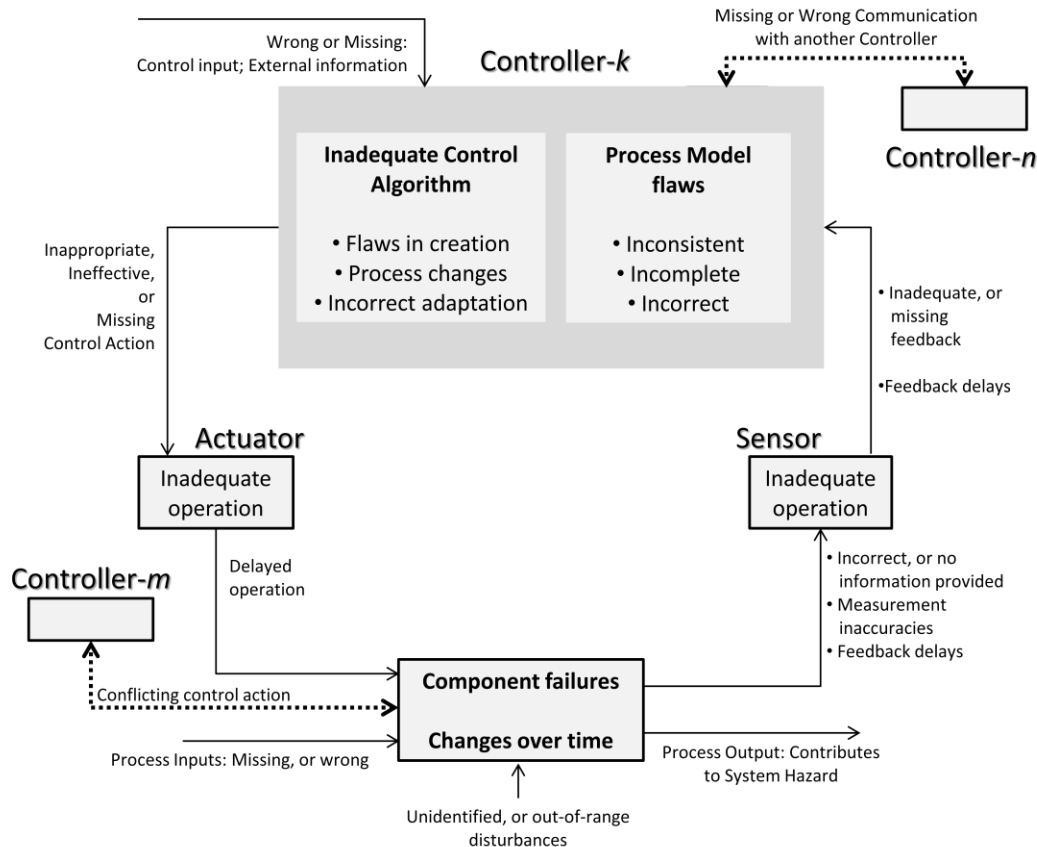 Wrong or Missing:
Control input; External information
Missing or Wrong Communication
with another Controller
Controller-k
Controller-n
Inadequate Control
Algorithm
• Flaws in creation
• Process changes
• Incorrect adaptation
Process Model
flaws
• Inconsistent
• Incomplete
• Incorrect
Inappropriate,
Ineffective,
or
Missing
Control Action
• Inadequate, or
missing
feedback
• Feedback delays
Actuator
Inadequate
operation
Sensor
Inadequate
operation
Delayed
operation
• Incorrect, or no
information provided
• Measurement
inaccuracies
• Feedback delays
Controller-m
Conflicting control action
Component failures
Changes over time
Process Inputs: Missing, or wrong
Process Output: Contributes
to System Hazard
Unidentified, or out-of-range
disturbances